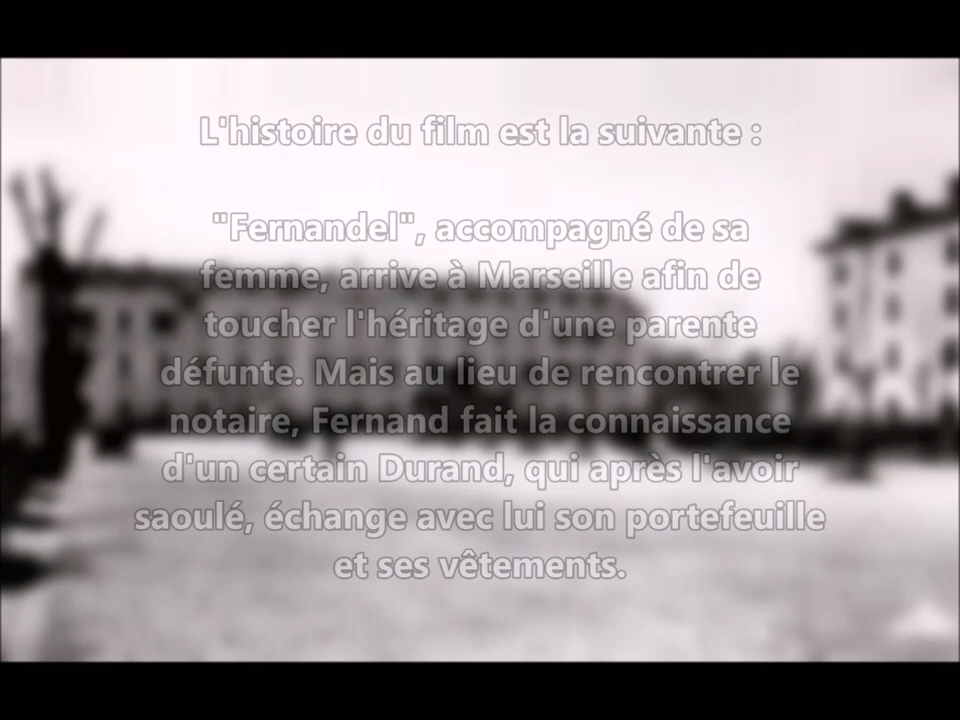 L'histoire du film est la suivante :
"Fernandel", accompagné de sa
femme, arrive à Marseille afin de
toucher l'héritage d'une parente
défunte. Mais au lieu de rencontrer le
notaire, Fernand fait la connaissance
d'un certain Durand, qui après l'avoir
saoulé, échange avec lui son portefeuille
et ses vêtements.